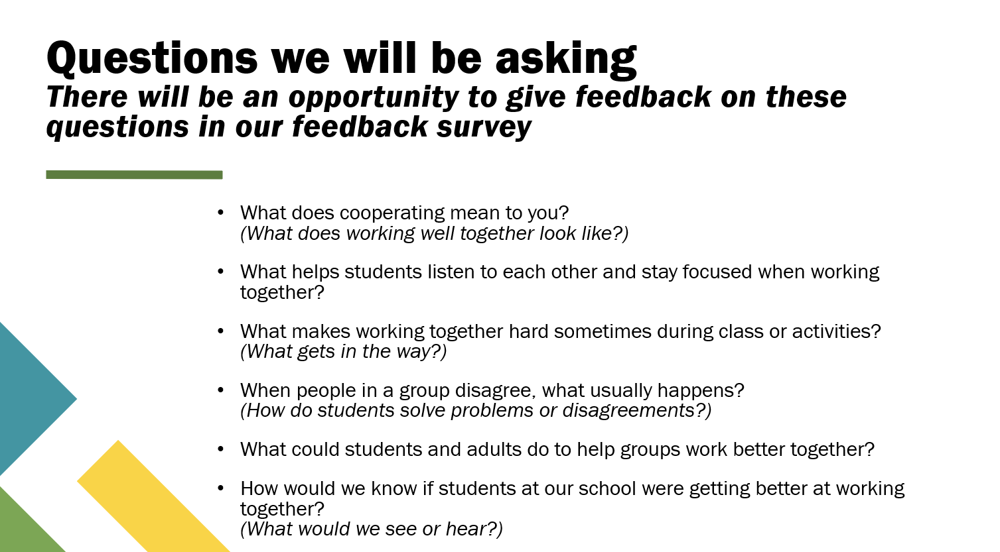 Questions we will be asking
There will be an opportunity to give feedback on these
questions in our feedback survey
• What does cooperating mean to you?
(What does working well together look like?)
• What helps students listen to each other and stay focused when working
together?
• What makes working together hard sometimes during class or activities?
(What gets in the way?)
• When people in a group disagree, what usually happens?
(How do students solve problems or disagreements?)
• What could students and adults do to help groups work better together?
• How would we know if students at our school were getting better at working
together?
(What would we see or hear?)